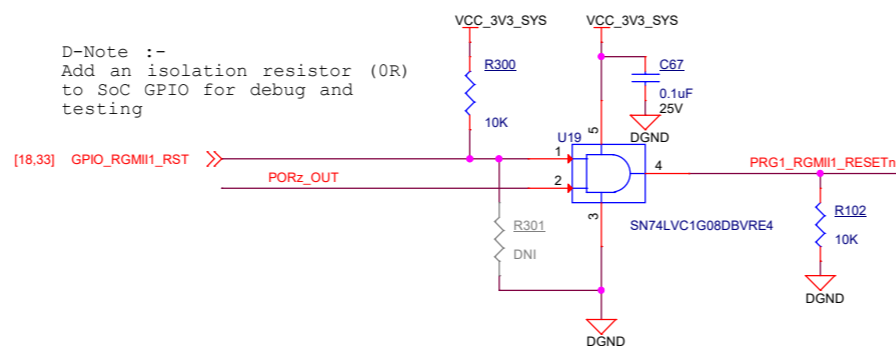 VCC_3V3_SYS
VCC_3V3_SYS
D-Note :-
Add an isolation resistor (0R)
to SoC GPIO for debug and
testing
R300
10K
C67
0.1uF
25V
DGND
U19
5
[18,33] GPIO_RGMII1_RST
1
PORz_OUT
2
4
PRG1_RGMII1_RESETn
3
SN74LVC1G08DBVRE4
R301
DNI
R102
10K
DGND
DGND